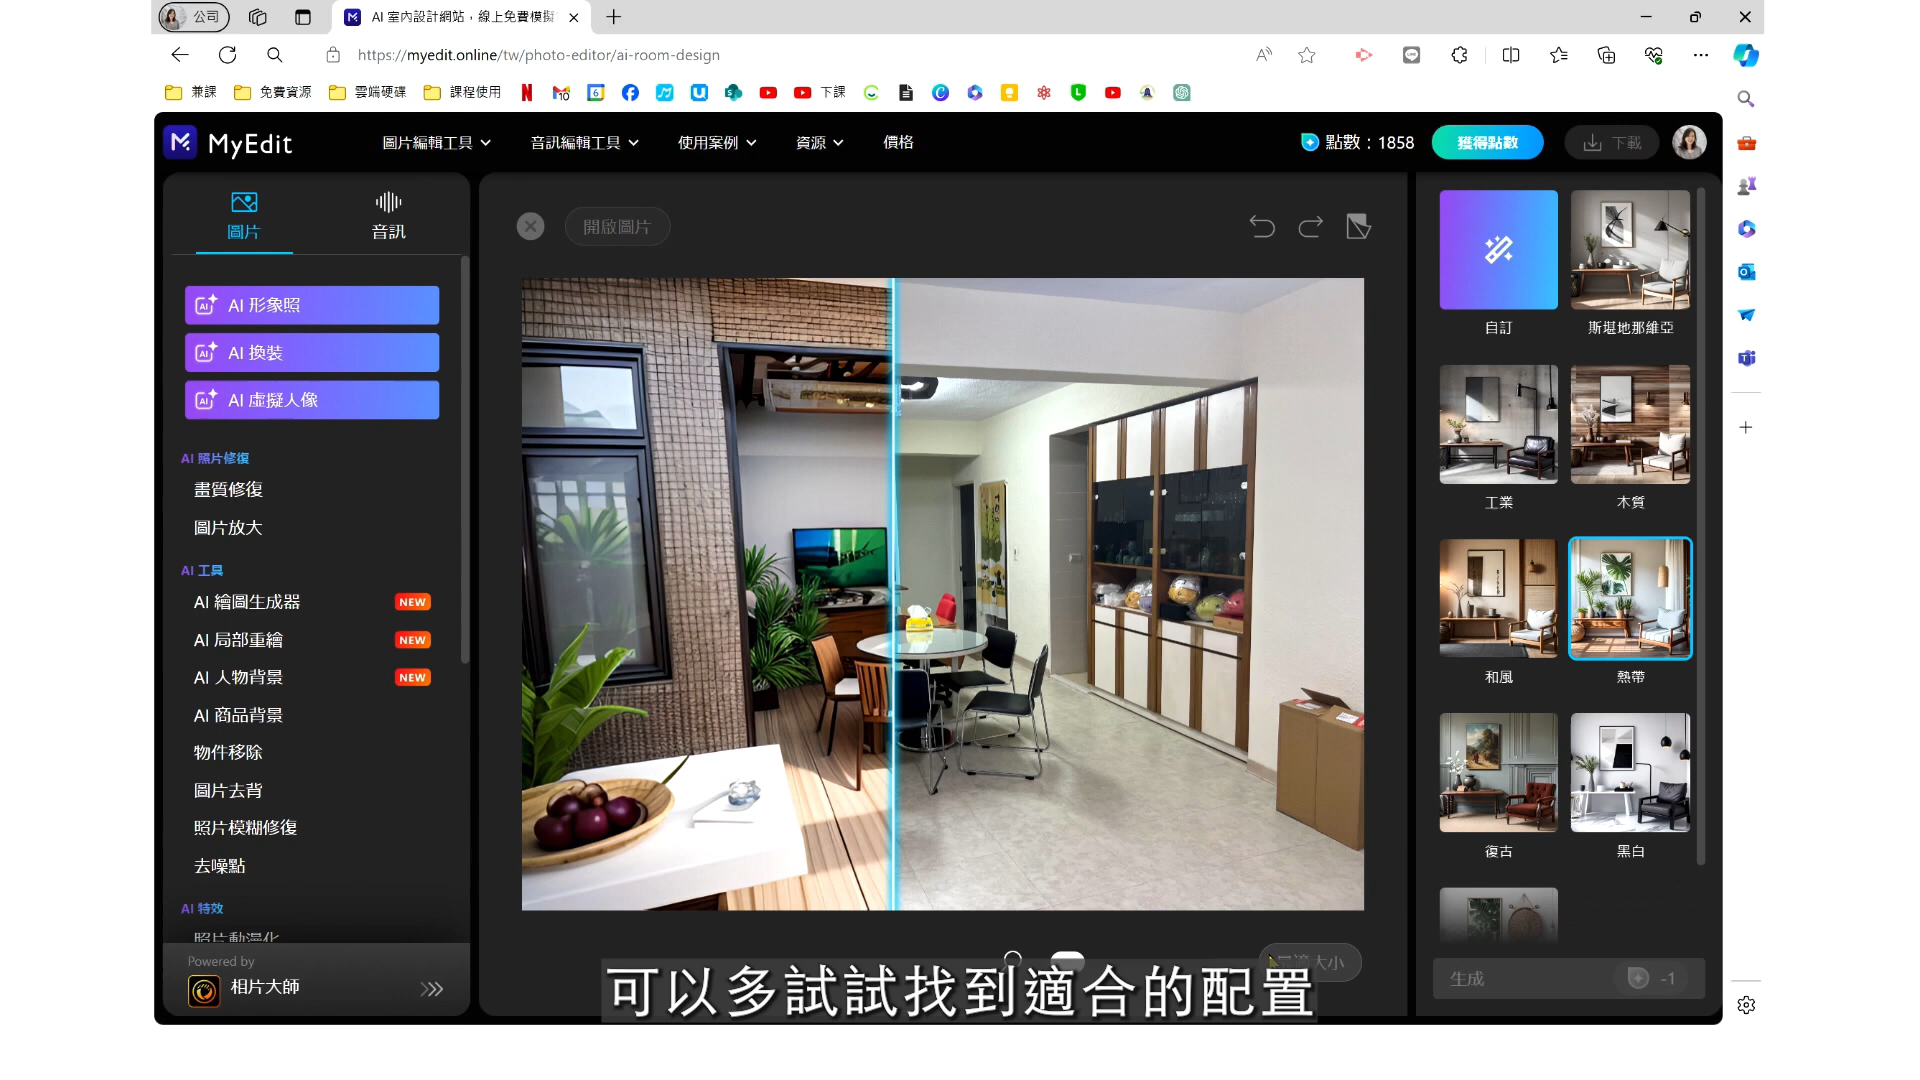 公司
AI 室內設計網站，線上免費模擬
https://myedit.online/tw/photo-editor/ai-room-design
兼課
免費資源
雲端硬碟
課程使用
下課
MyEdit
圖片編輯工具
音訊編輯工具
使用案例
資源
價格
點數：1858
獲得點數
下載
圖片
音訊
開啟圖片
AI 形象照
AI 換裝
AI 虛擬人像
AI 照片修復
畫質修復
圖片放大
AI 工具
AI 繪圖生成器 NEW
AI 局部重繪 NEW
AI 人物背景 NEW
AI 商品背景
物件移除
圖片去背
照片模糊修復
去噪點
AI 特效
照片動漫化
Powered by
相片大師
自訂
斯堪地那維亞
工業
木質
和風
熱帶
復古
黑白
生成
-1
大小
可以多試試找到適合的配置